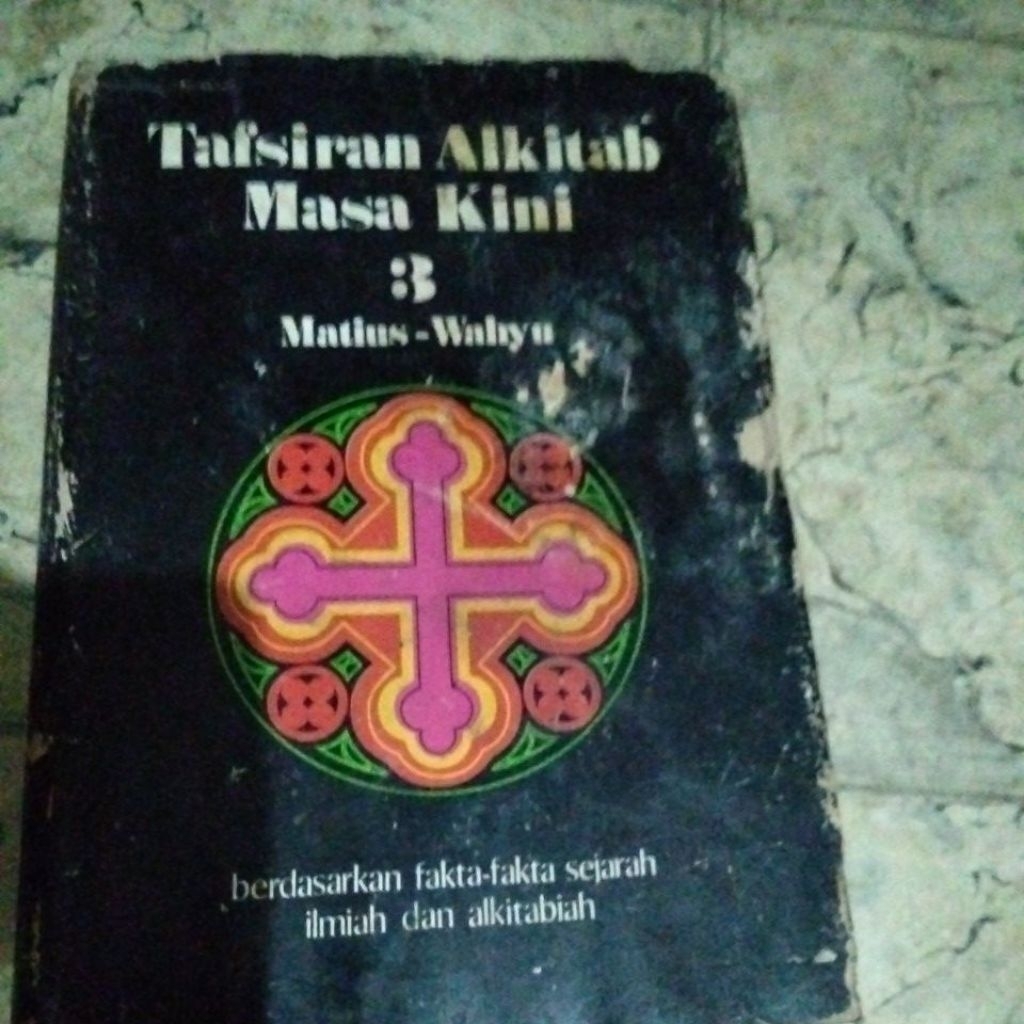 Tafsiran Alkitab
Masa Kini
3
Matius-Wahyu
berdasarkan fakta-fakta sejarah
ilmiah dan alkitabiah